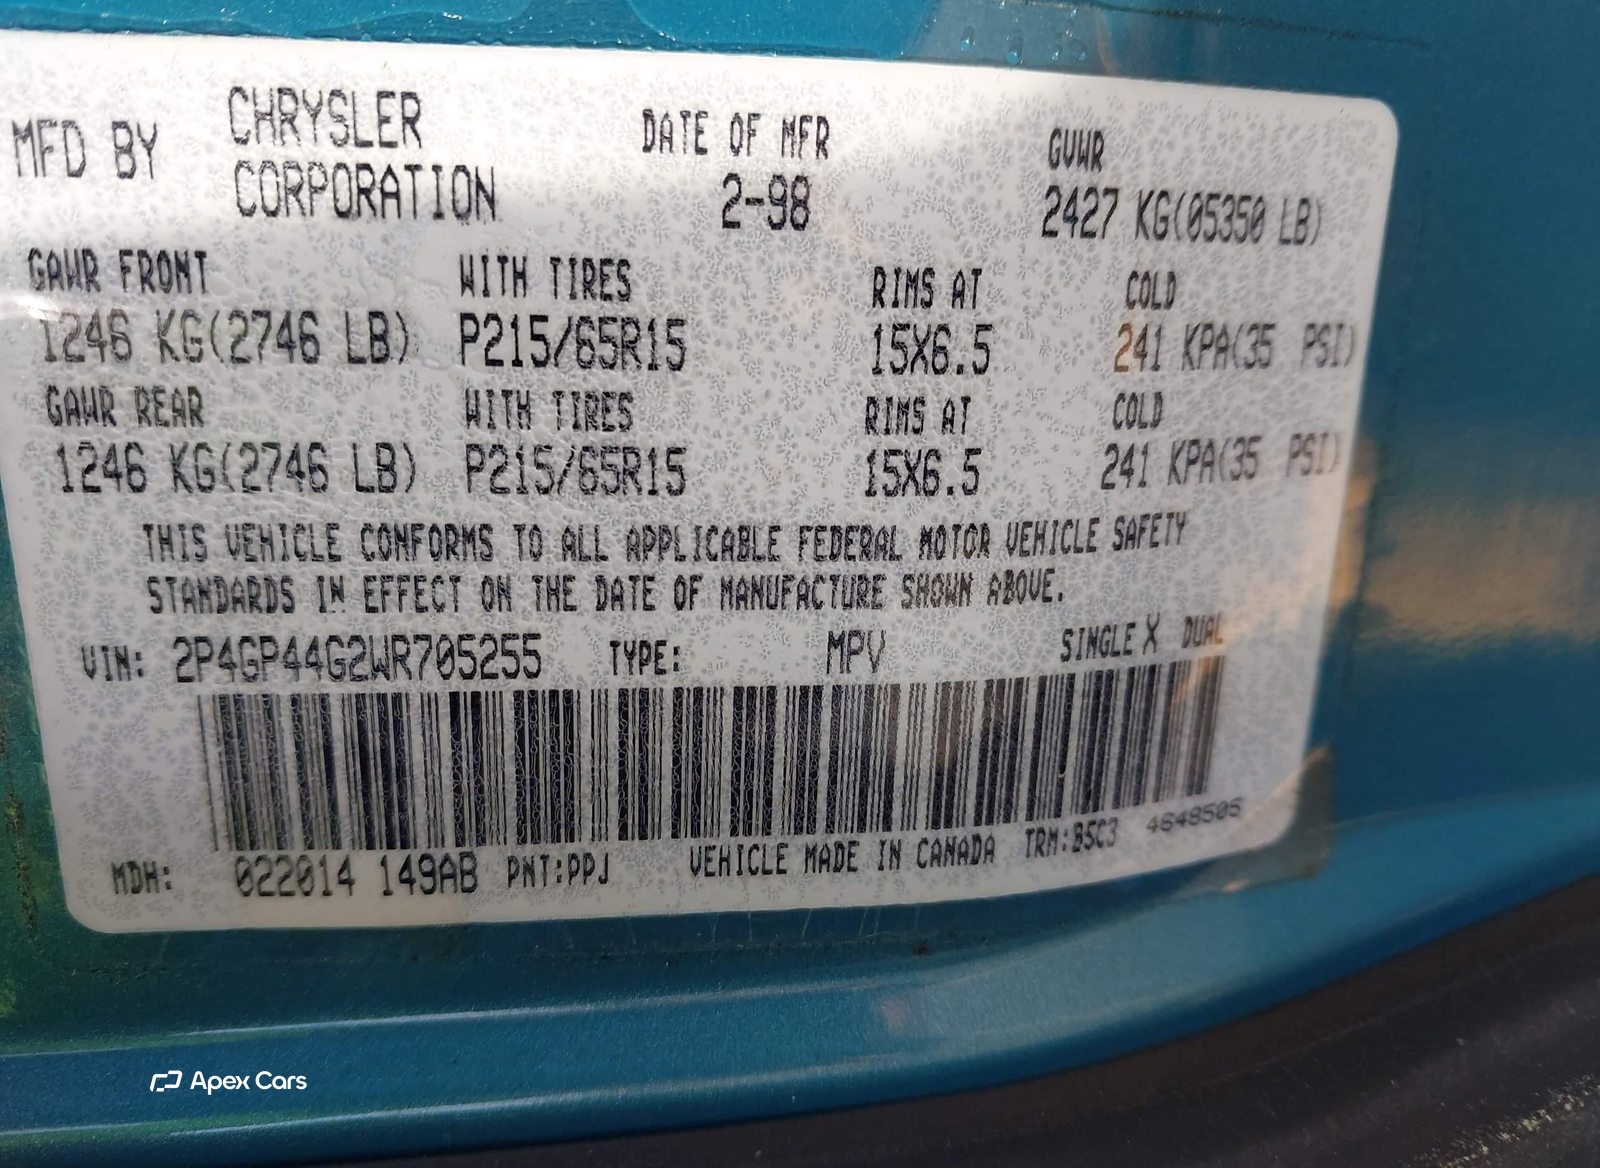 MFD BY CHRYSLER CORPORATION DATE OF MFR 2-98 GVWR 2427 KG(05350 LB)
GAWR FRONT WITH TIRES RIMS AT COLD
1246 KG(2746 LB) P215/65R15 15X6.5 241 KPA(35 PSI)
GAWR REAR WITH TIRES RIMS AT COLD
1246 KG(2746 LB) P215/65R15 15X6.5 241 KPA(35 PSI)
THIS VEHICLE CONFORMS TO ALL APPLICABLE FEDERAL MOTOR VEHICLE SAFETY
STANDARDS IN EFFECT ON THE DATE OF MANUFACTURE SHOWN ABOVE.
VIN: 2P4GP44G2WR705255 TYPE: MPV SINGLE X DUAL
MDH: 022014 149AB PNT:PPJ VEHICLE MADE IN CANADA TRM:B5C3 4648505
Apex Cars